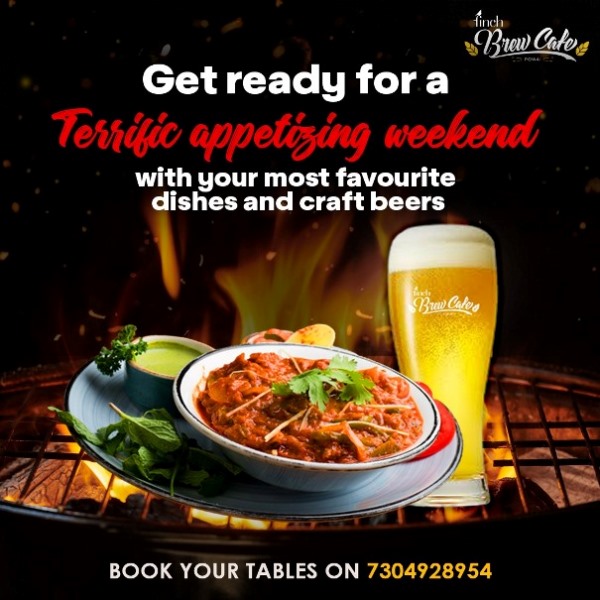 finch
Brew Cafe
Get ready for a
Terrific appetizing weekend
with your most favourite
dishes and craft beers
finch
Brew Cafe
BOOK YOUR TABLES ON 7304928954